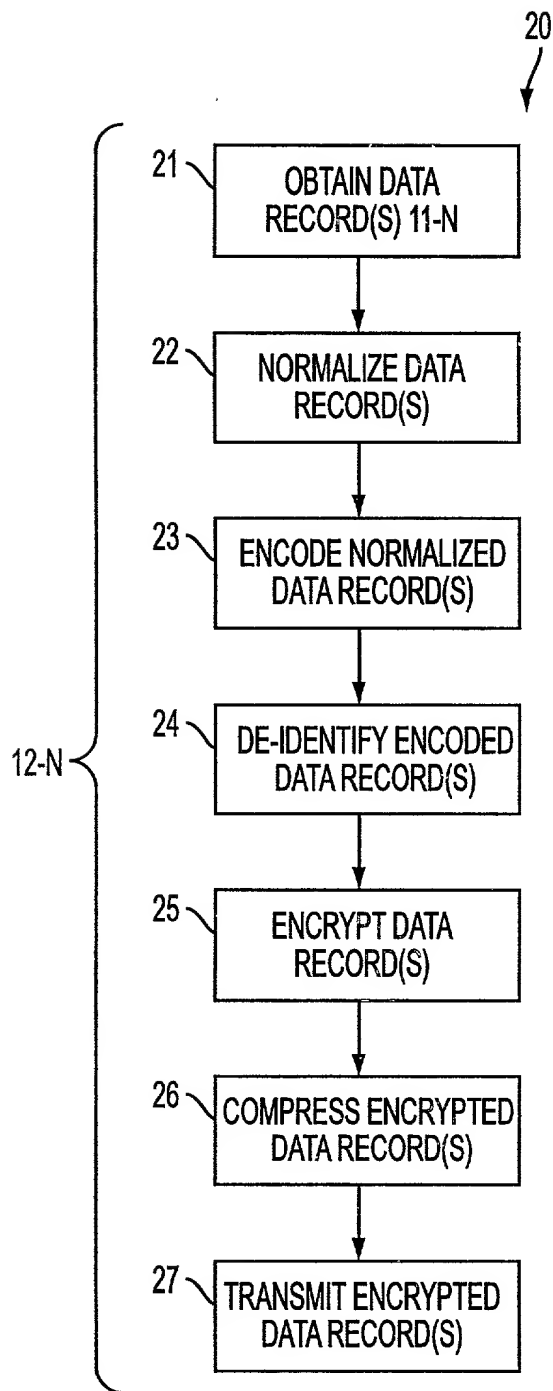 20
21
OBTAIN DATA
RECORD(S) 11-N
22
NORMALIZE DATA
RECORD(S)
23
ENCODE NORMALIZED
DATA RECORD(S)
24
DE-IDENTIFY ENCODED
DATA RECORD(S)
12-N
25
ENCRYPT DATA
RECORD(S)
26
COMPRESS ENCRYPTED
DATA RECORD(S)
27
TRANSMIT ENCRYPTED
DATA RECORD(S)